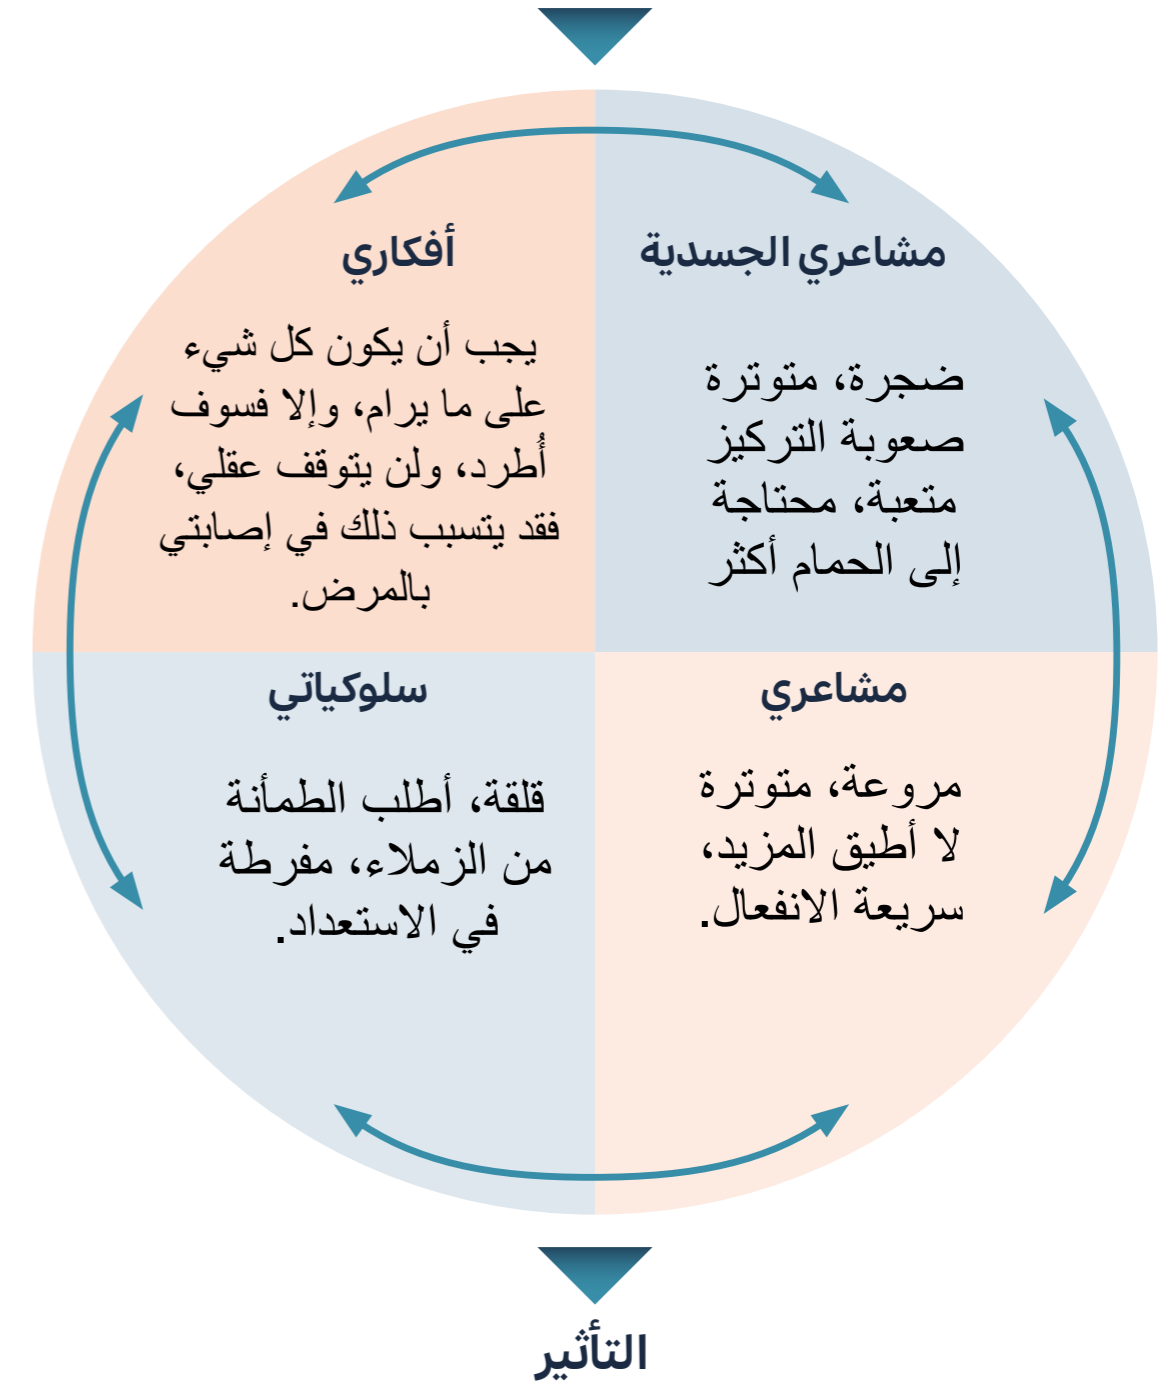 مشاعري الجسدية
ضجرة، متوترة
صعوبة التركيز
متعبة، محتاجة
إلى الحمام أكثر
أفكاري
يجب أن يكون كل شيء
على ما يرام، وإلا فسوف
أُطرد، ولن يتوقف عقلي،
فقد يتسبب ذلك في إصابتي
بالمرض.
مشاعري
مروعة، متوترة
لا أطيق المزيد،
سريعة الانفعال.
سلوكياتي
قلقة، أطلب الطمأنة
من الزملاء، مفرطة
في الاستعداد.
التأثير